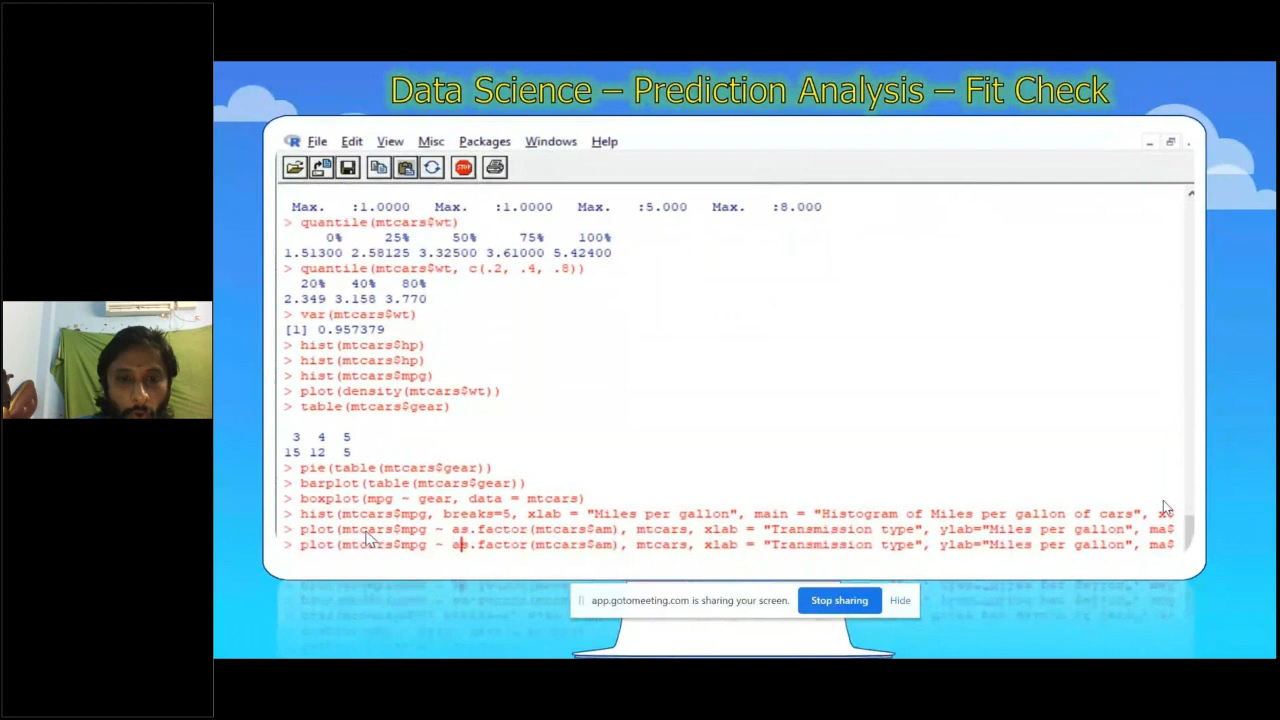 Data Science – Prediction Analysis – Fit Check
R File Edit View Misc Packages Windows Help
STOP
Max. :1.0000 Max. :1.0000 Max. :5.000 Max. :8.000
> quantile(mtcars$wt)
0% 25% 50% 75% 100%
1.51300 2.58125 3.32500 3.61000 5.42400
> quantile(mtcars$wt, c(.2, .4, .8))
20% 40% 80%
2.349 3.158 3.770
> var(mtcars$wt)
[1] 0.957379
> hist(mtcars$hp)
> hist(mtcars$hp)
> hist(mtcars$mpg)
> plot(density(mtcars$wt))
> table(mtcars$gear)
3 4 5
15 12 5
> pie(table(mtcars$gear))
> barplot(table(mtcars$gear))
> boxplot(mpg ~ gear, data = mtcars)
> hist(mtcars$mpg, breaks=5, xlab = "Miles per gallon", main = "Histogram of Miles per gallon of cars",
> plot(mtcars$mpg ~ as.factor(mtcars$am), mtcars, xlab = "Transmission type", ylab="Miles per gallon", ma$
> plot(mtcars$mpg ~ as.factor(mtcars$am), mtcars, xlab = "Transmission type", ylab="Miles per gallon", ma$
app.gotomeeting.com is sharing your screen. Stop sharing Hide